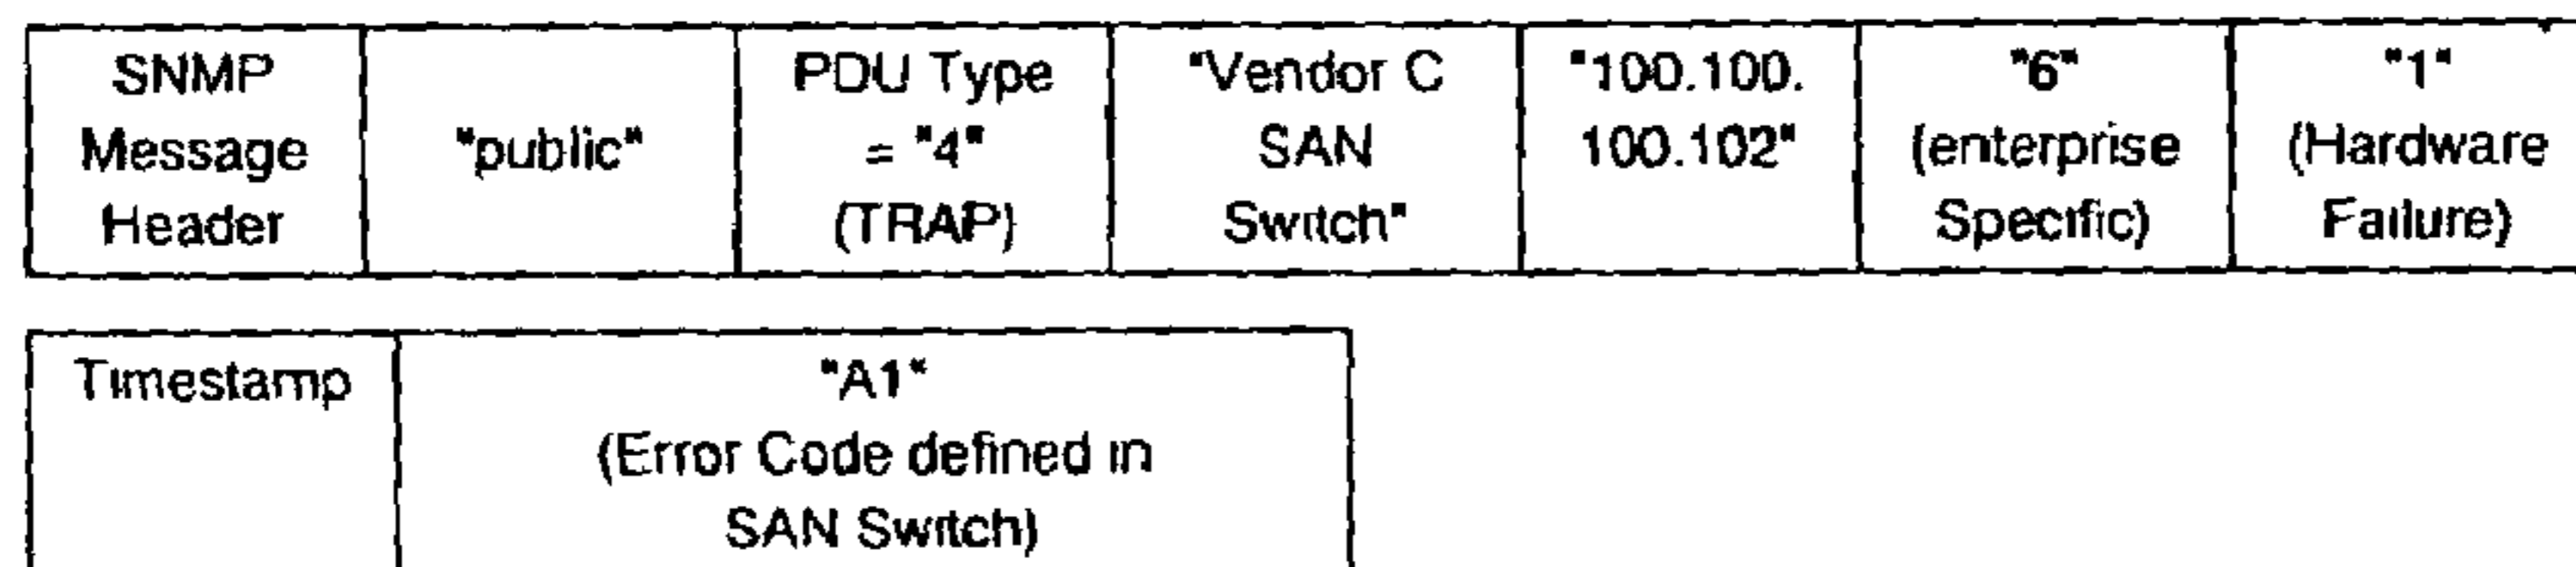 SNMP
Message
Header
"public"
PDU Type
= "4"
(TRAP)
"Vendor C
SAN
Switch"
"100.100.
100.102"
"6"
(enterprise
Specific)
"1"
(Hardware
Failure)
Timestamp
"A1"
(Error Code defined in
SAN Switch)